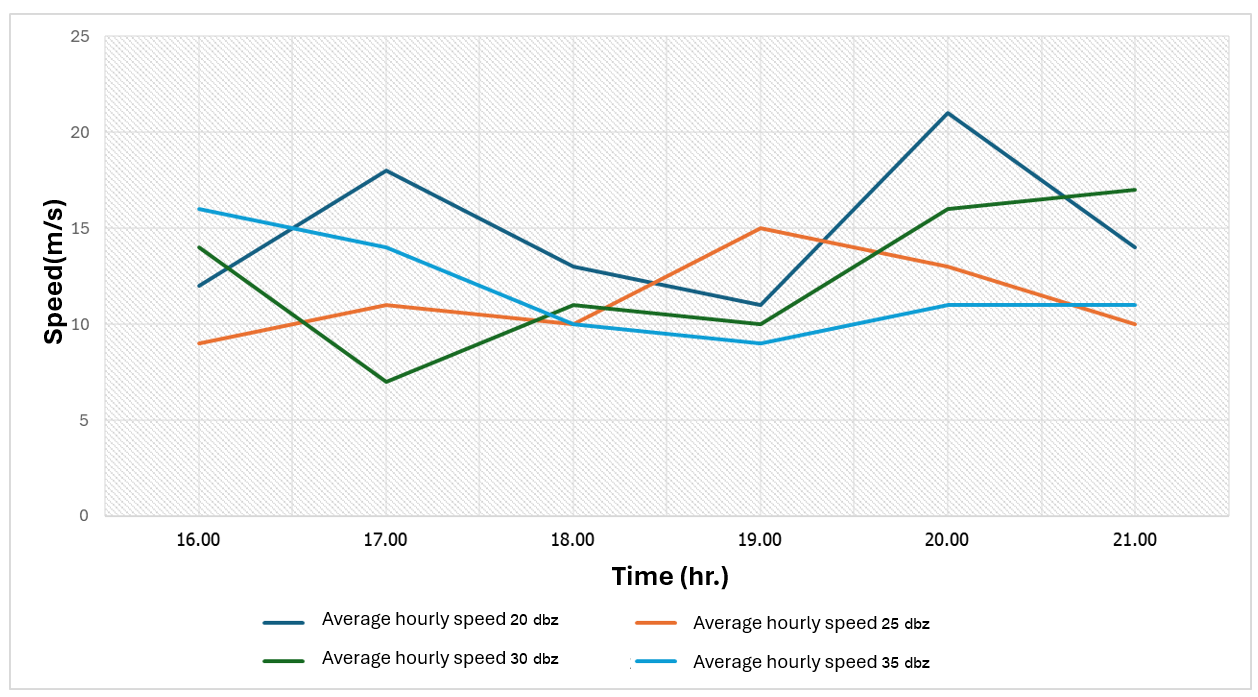 25
20
15
10
5
0
Speed(m/s)
16.00 17.00 18.00 19.00 20.00 21.00
Time (hr.)
Average hourly speed 20 dbz
Average hourly speed 25 dbz
Average hourly speed 30 dbz
Average hourly speed 35 dbz